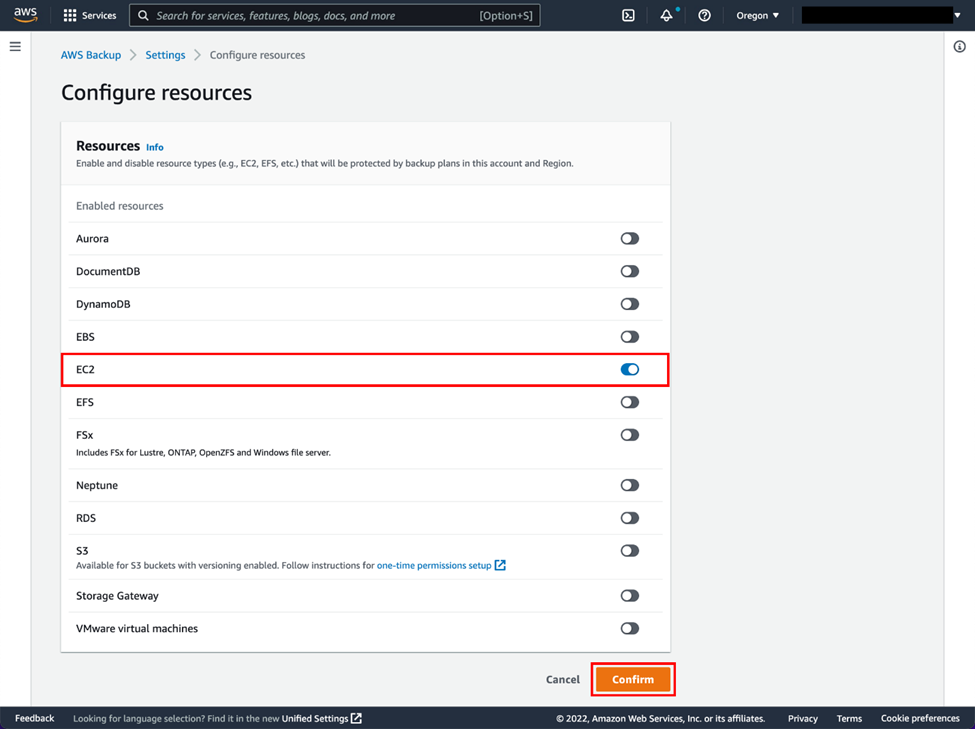 aws Services Search for services, features, blogs, docs, and more [Option+S] Oregon
AWS Backup Settings Configure resources
Configure resources
Resources Info
Enable and disable resource types (e.g., EC2, EFS, etc.) that will be protected by backup plans in this account and Region.
Enabled resources
Aurora
DocumentDB
DynamoDB
EBS
EC2
EFS
FSx
Includes FSx for Lustre, ONTAP, OpenZFS and Windows file server.
Neptune
RDS
S3
Available for S3 buckets with versioning enabled. Follow instructions for one-time permissions setup
Storage Gateway
VMware virtual machines
Cancel Confirm
Feedback Looking for language selection? Find it in the new Unified Settings © 2022, Amazon Web Services, Inc. or its affiliates. Privacy Terms Cookie preferences